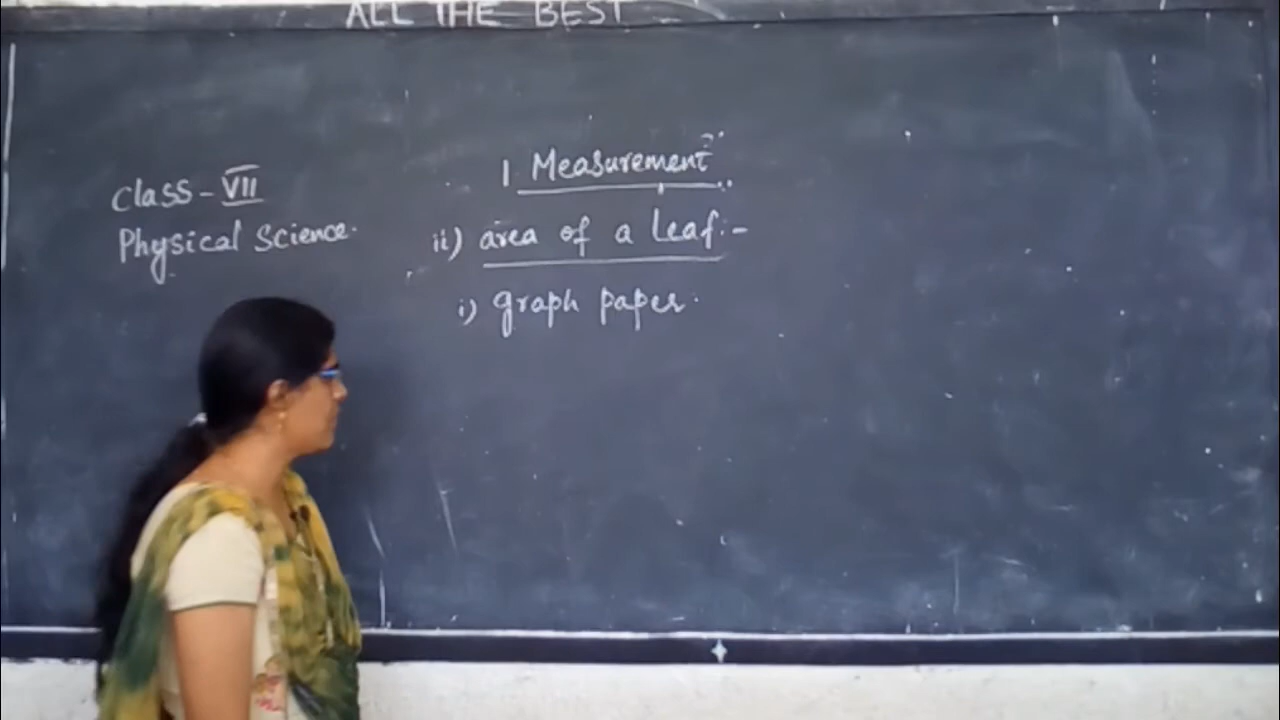 ALL THE BEST
Class - VII
Physical Science.
1 Measurement
ii) area of a leaf:-
i) graph paper.